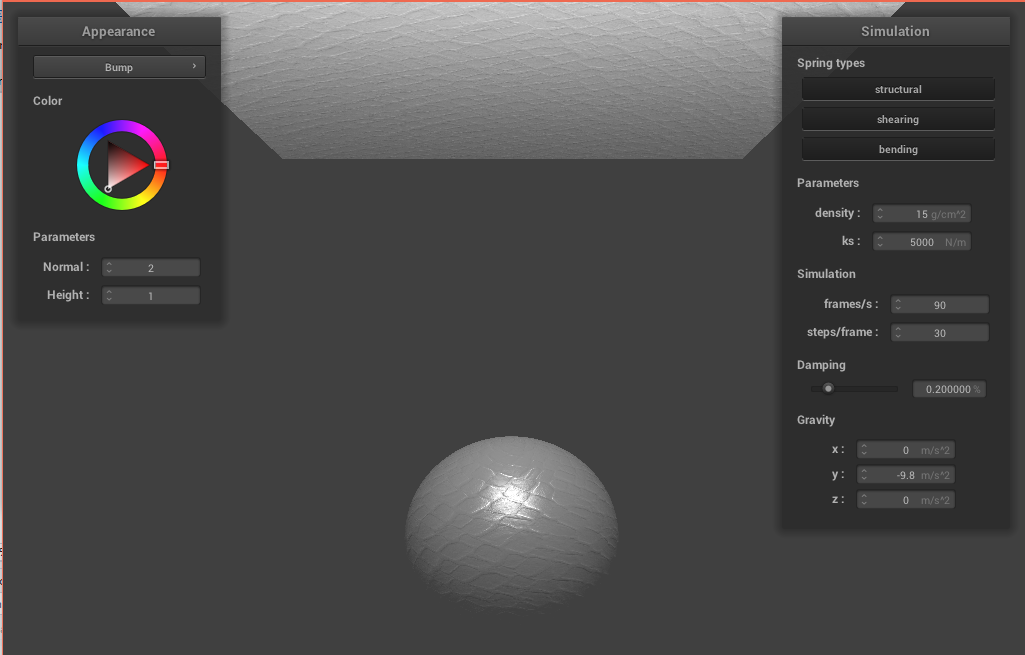 Appearance
Bump
Color
Parameters
Normal : 2
Height : 1
Simulation
Spring types
structural
shearing
bending
Parameters
density : 15 g/cm^2
ks : 5000 N/m
Simulation
frames/s : 90
steps/frame : 30
Damping
0.200000 %
Gravity
x : 0 m/s^2
y : -9.8 m/s^2
z : 0 m/s^2